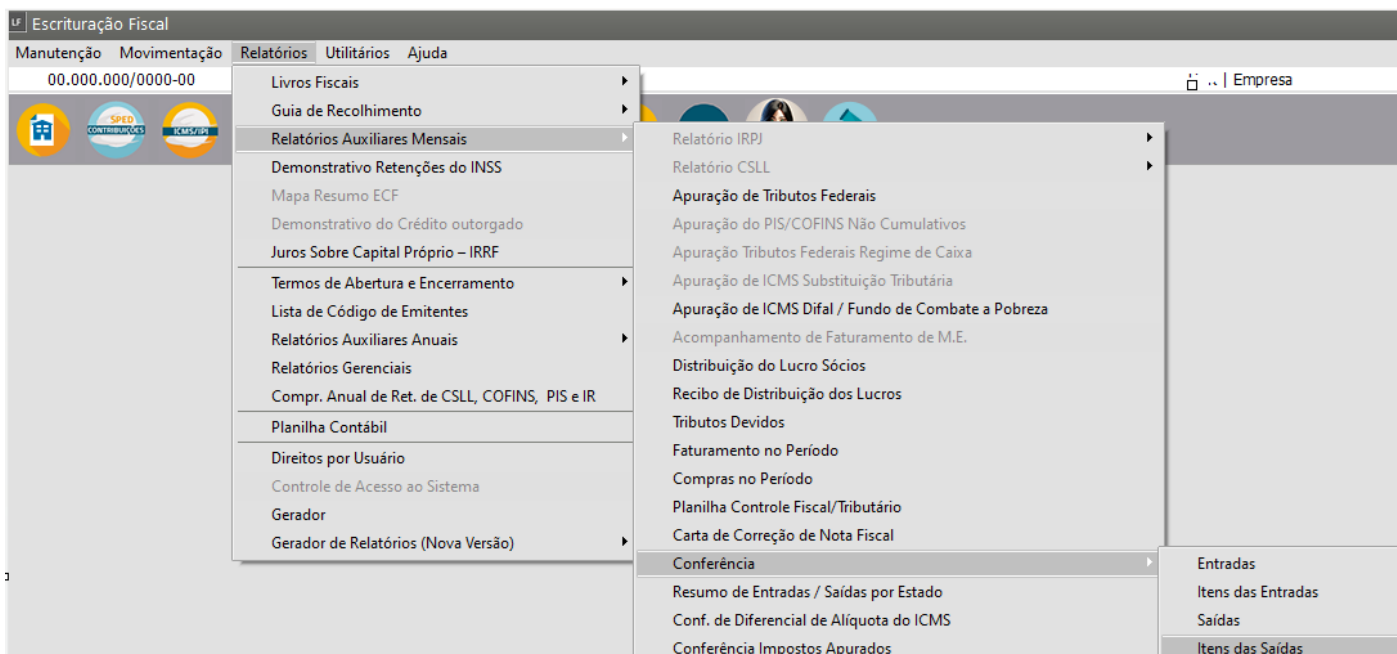 LF Escrituração Fiscal
Manutenção Movimentação Relatórios Utilitários Ajuda
00.000.000/0000-00
| Empresa
SPED
CONTRIBUIÇÕES
ICMS/IPI
Livros Fiscais
Guia de Recolhimento
Relatórios Auxiliares Mensais
Demonstrativo Retenções do INSS
Mapa Resumo ECF
Demonstrativo do Crédito outorgado
Juros Sobre Capital Próprio – IRRF
Termos de Abertura e Encerramento
Lista de Código de Emitentes
Relatórios Auxiliares Anuais
Relatórios Gerenciais
Compr. Anual de Ret. de CSLL, COFINS, PIS e IR
Planilha Contábil
Direitos por Usuário
Controle de Acesso ao Sistema
Gerador
Gerador de Relatórios (Nova Versão)
Relatório IRPJ
Relatório CSLL
Apuração de Tributos Federais
Apuração do PIS/COFINS Não Cumulativos
Apuração Tributos Federais Regime de Caixa
Apuração de ICMS Substituição Tributária
Apuração de ICMS Difal / Fundo de Combate a Pobreza
Acompanhamento de Faturamento de M.E.
Distribuição do Lucro Sócios
Recibo de Distribuição dos Lucros
Tributos Devidos
Faturamento no Período
Compras no Período
Planilha Controle Fiscal/Tributário
Carta de Correção de Nota Fiscal
Conferência
Resumo de Entradas / Saídas por Estado
Conf. de Diferencial de Alíquota do ICMS
Conferência Impostos Apurados
Entradas
Itens das Entradas
Saídas
Itens das Saídas